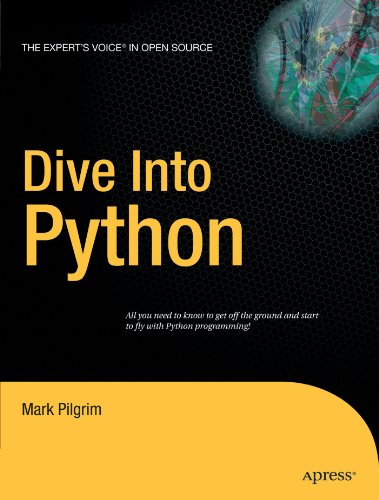 THE EXPERT'S VOICE® IN OPEN SOURCE
Dive Into
Python
All you need to know to get off the ground and start
to fly with Python programming!
Mark Pilgrim
Apress®